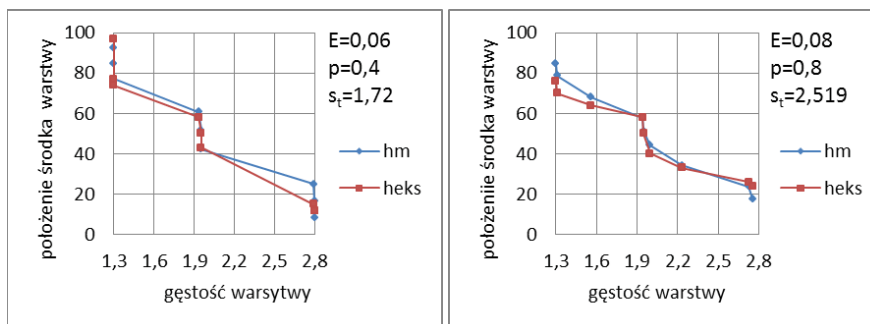 położenie środka warstwy
100
80
60
40
20
0
1,3 1,6 1,9 2,2 2,5 2,8
gęstość warsytwy
E=0,06
p=0,4
st=1,72
hm
heks
położeniie środka warstwy
100
80
60
40
20
0
1,3 1,6 1,9 2,2 2,5 2,8
gęstość warstwy
E=0,08
p=0,8
st=2,519
hm
heks